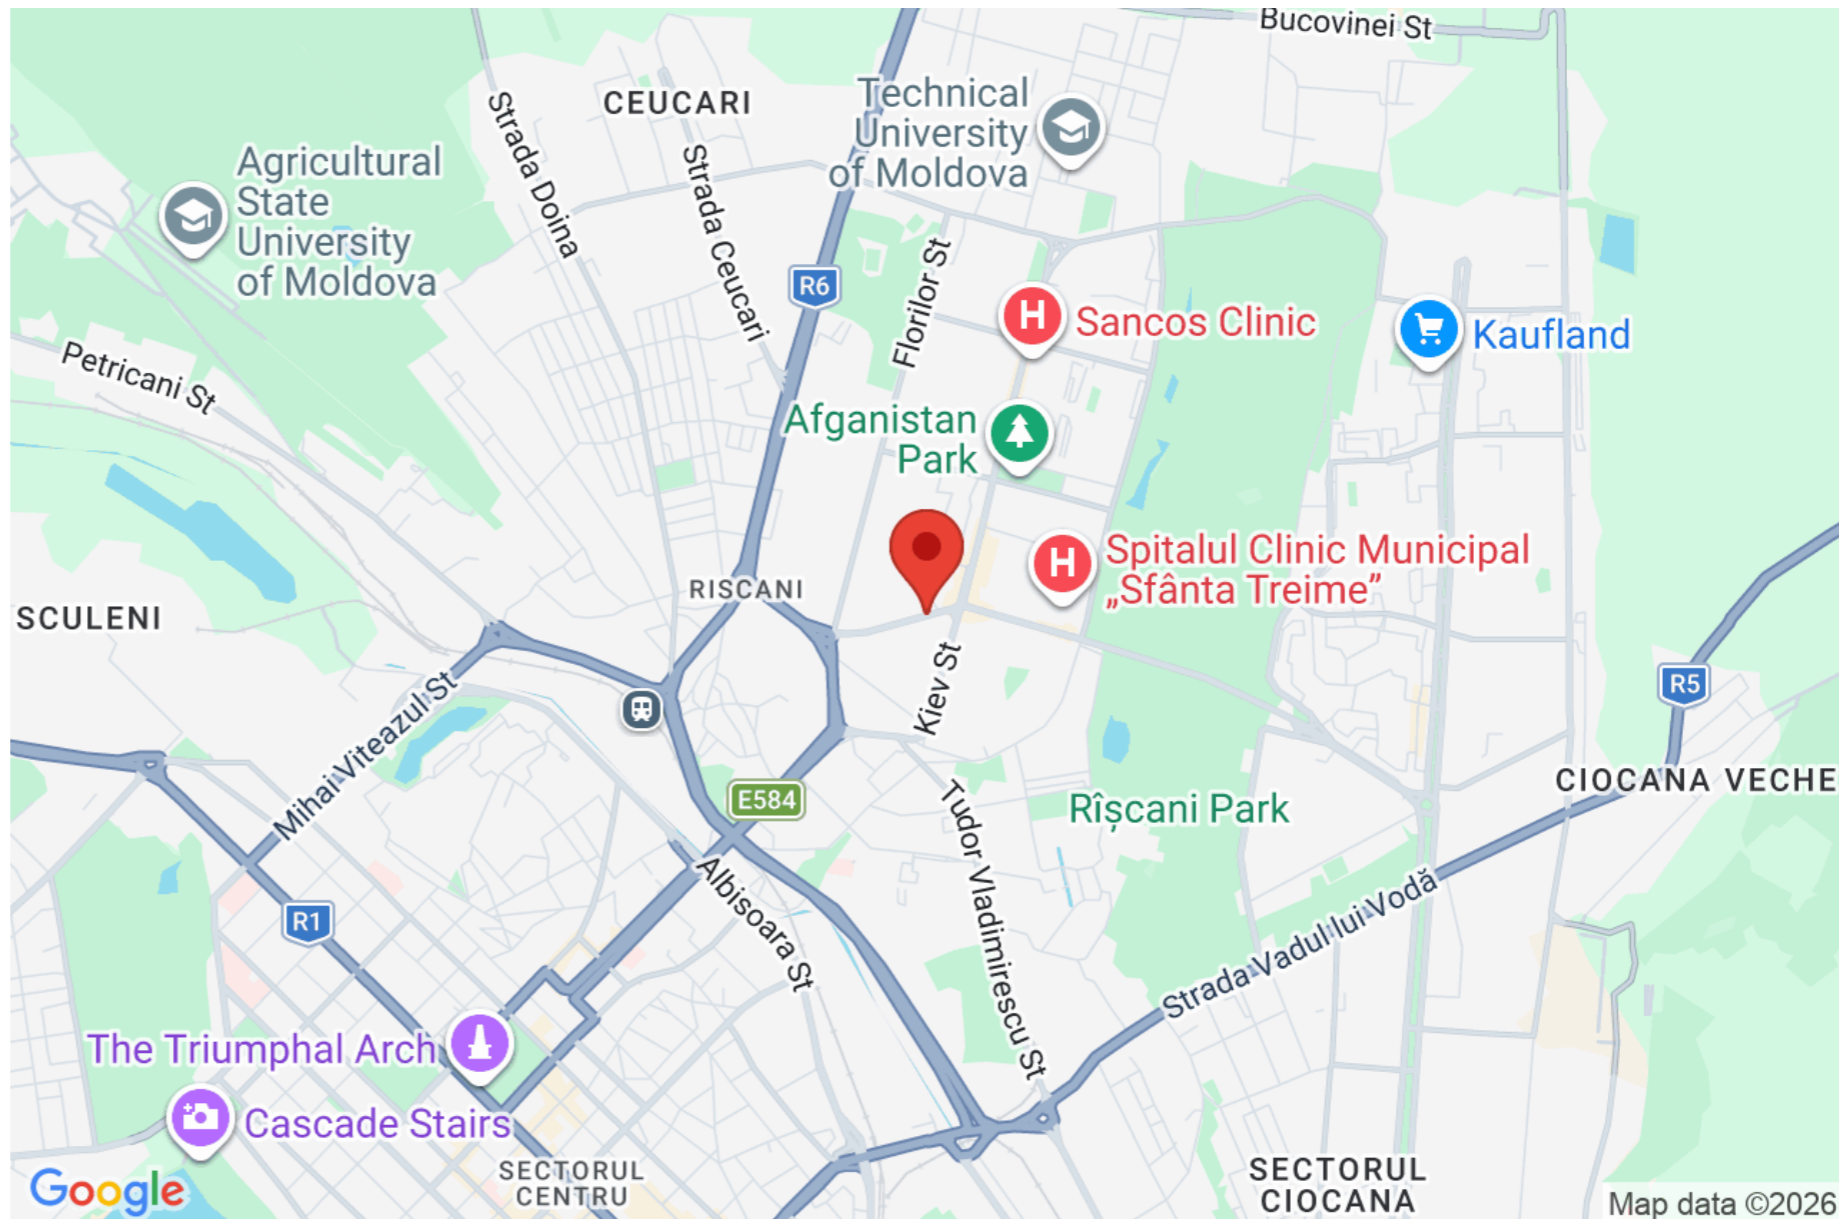 Bucovinei St
CEUCARI
Technical
University
of Moldova
Strada Doina
Strada Ceucari
Agricultural
State
University
of Moldova
R6
Florilor St
Sancos Clinic
Kaufland
Petricani St
Afganistan
Park
Spitalul Clinic Municipal
„Sfânta Treime”
RISCANI
SCULENI
Kiev St
R5
Mihai Viteazul St
CIOCANA VECHE
E584
Rîșcani Park
Tudor Vladimirescu St
Albisoara St
Strada Vadul lui Vodă
R1
The Triumphal Arch
Cascade Stairs
SECTORUL
CENTRU
SECTORUL
CIOCANA
Google
Map data ©2026